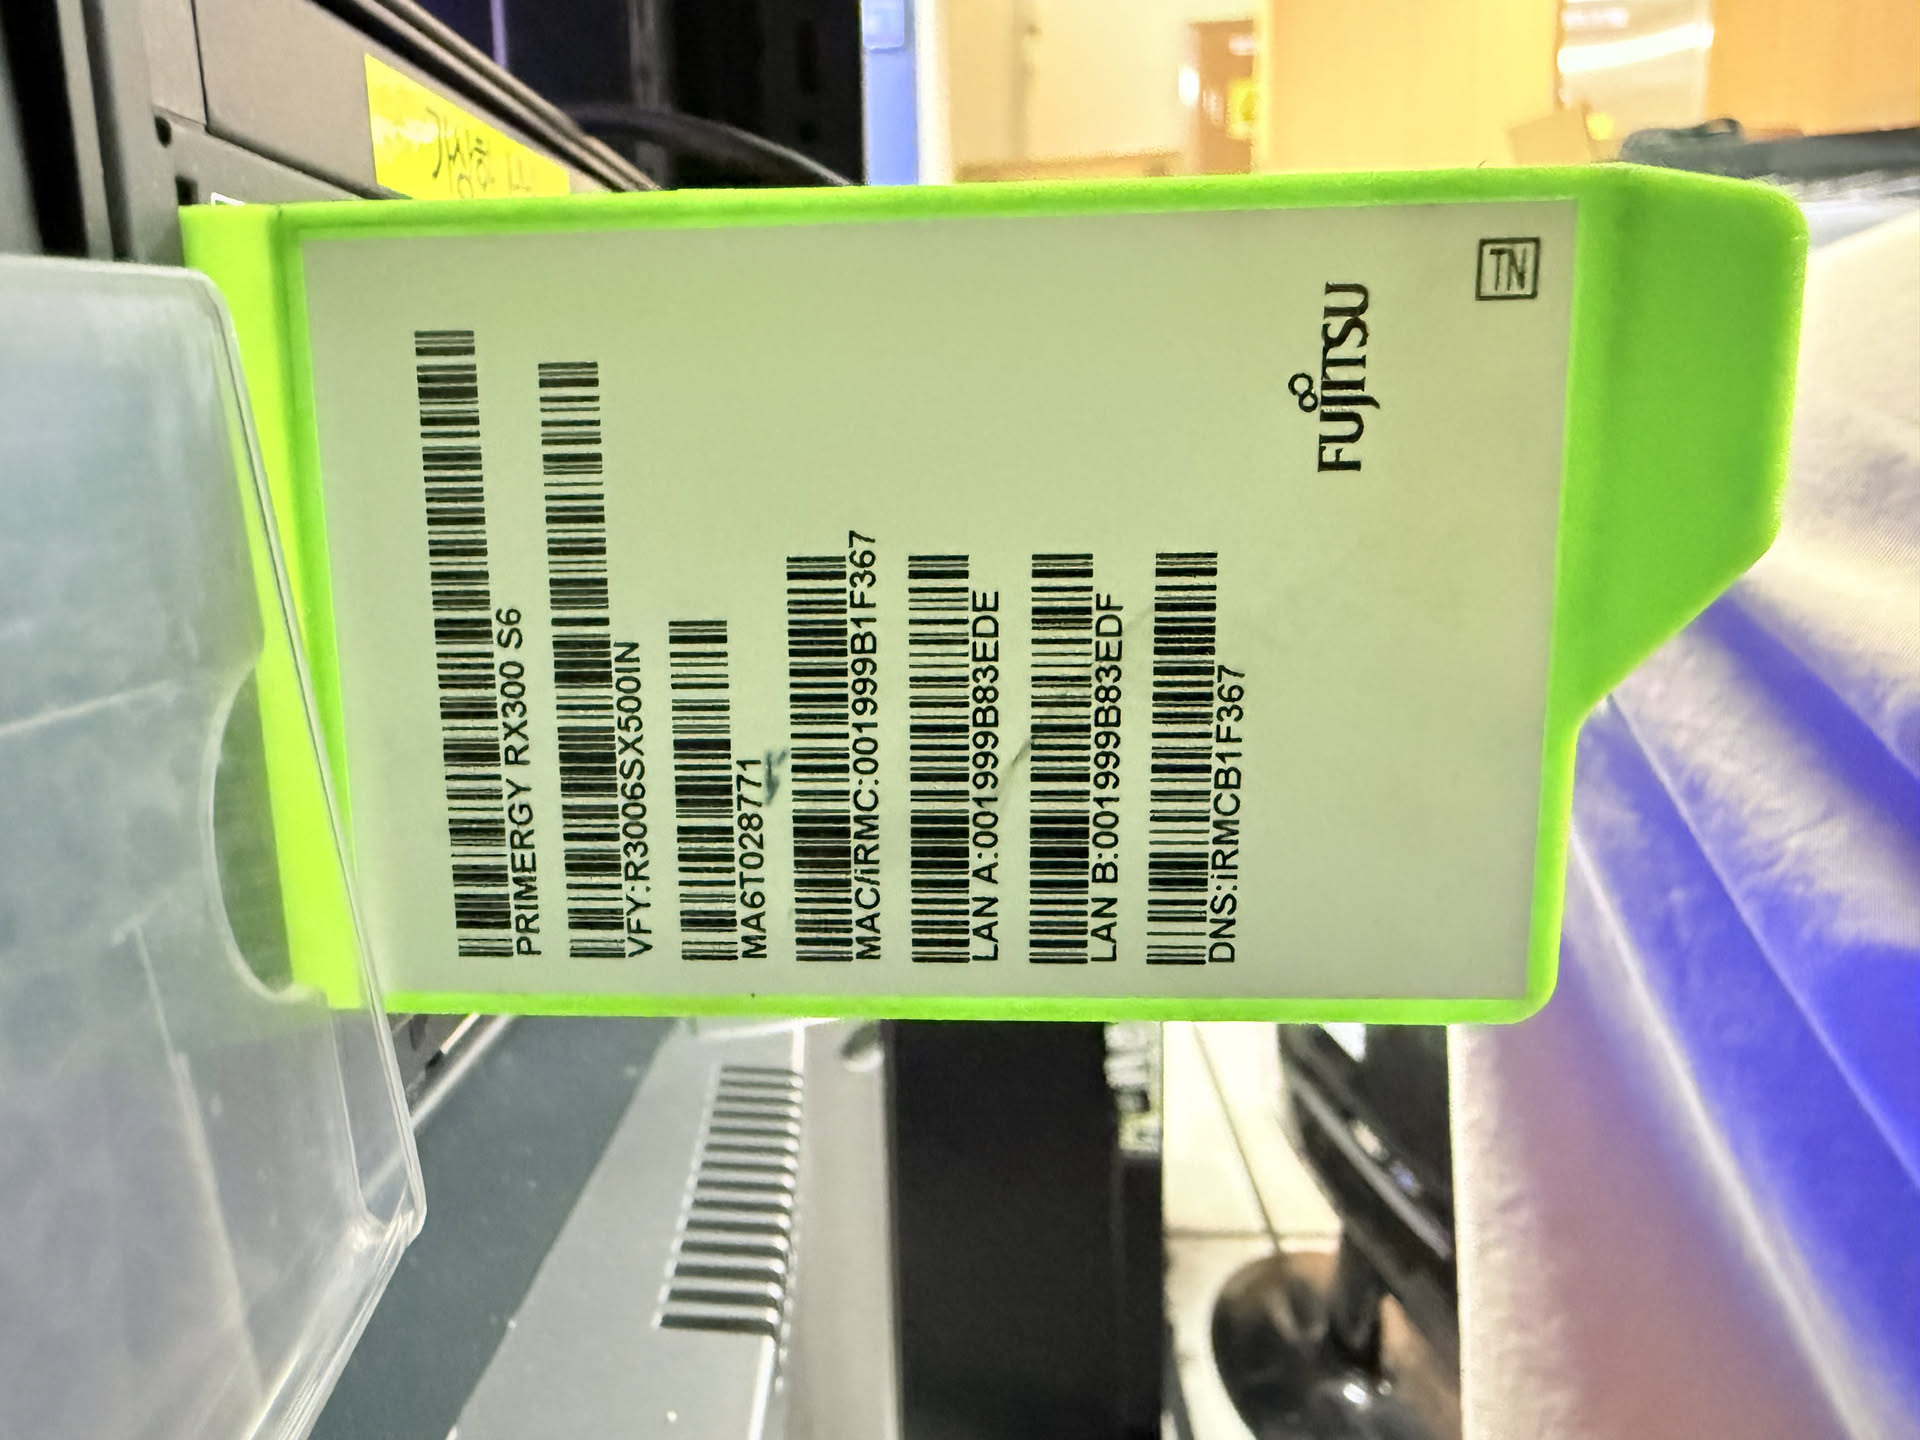 PRIMERGY RX300 S6
VFY:R3006SX500IN
MA6T028771
MAC/iRMC:001999B1F367
LAN A:001999B83EDE
LAN B:001999B83EDF
DNS:iRMCB1F367
FUJITSU
TN